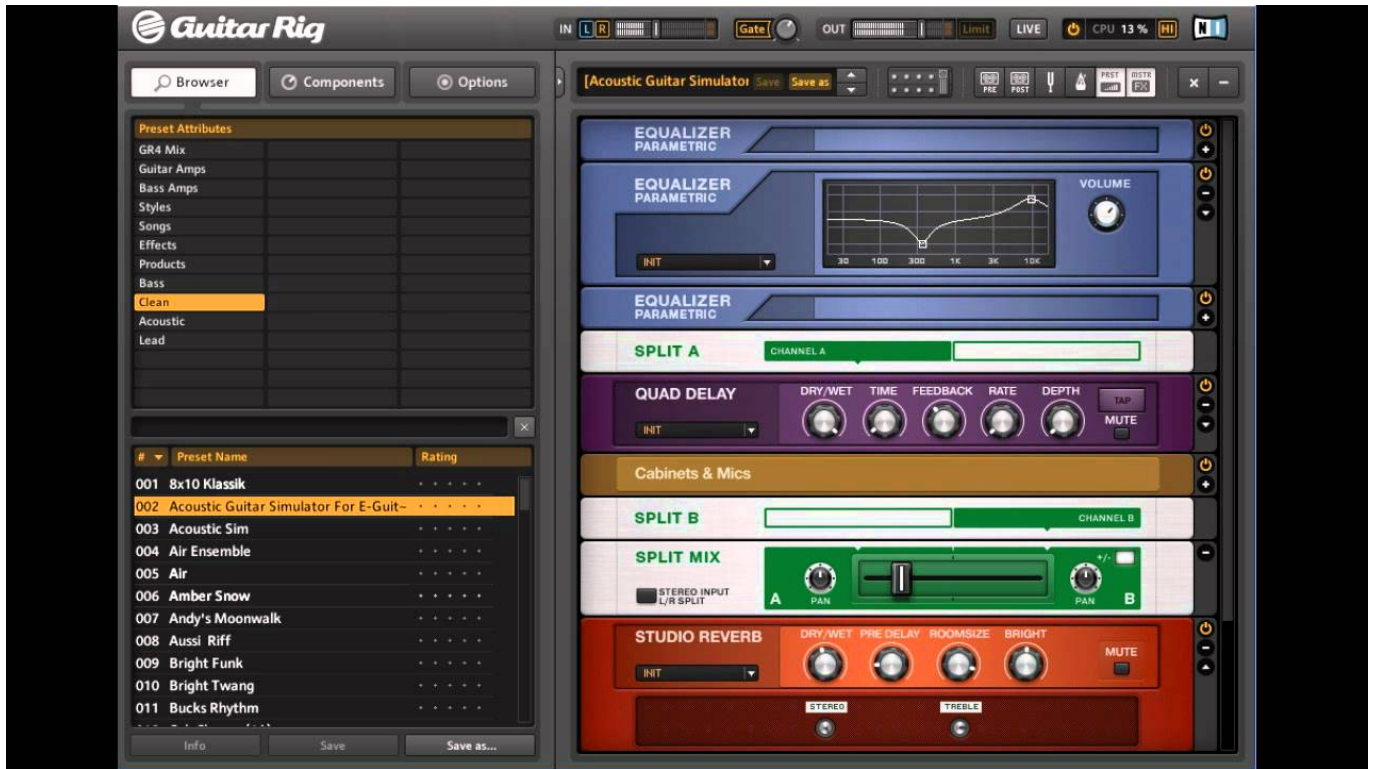 Guitar Rig
IN L R Gate OUT Limit LIVE CPU 13 % HI N I
Browser Components Options
[Acoustic Guitar Simulator Save Save as PRE POST PRST MSTR FX
Preset Attributes
GR4 Mix
Guitar Amps
Bass Amps
Styles
Songs
Effects
Products
Bass
Clean
Acoustic
Lead
# Preset Name Rating
001 8x10 Klassik
002 Acoustic Guitar Simulator For E-Guit-
003 Acoustic Sim
004 Air Ensemble
005 Air
006 Amber Snow
007 Andy's Moonwalk
008 Aussi Riff
009 Bright Funk
010 Bright Twang
011 Bucks Rhythm
Info Save Save as...
EQUALIZER
PARAMETRIC
EQUALIZER
PARAMETRIC
VOLUME
INIT
30 100 300 1K 3K 10K
EQUALIZER
PARAMETRIC
SPLIT A CHANNEL A
QUAD DELAY DRY/WET TIME FEEDBACK RATE DEPTH TAP
INIT MUTE
Cabinets & Mics
SPLIT B CHANNEL B
SPLIT MIX +/-
STEREO INPUT
L/R SPLIT
A PAN PAN B
STUDIO REVERB DRY/WET PRE DELAY ROOMSIZE BRIGHT
INIT MUTE
STEREO TREBLE